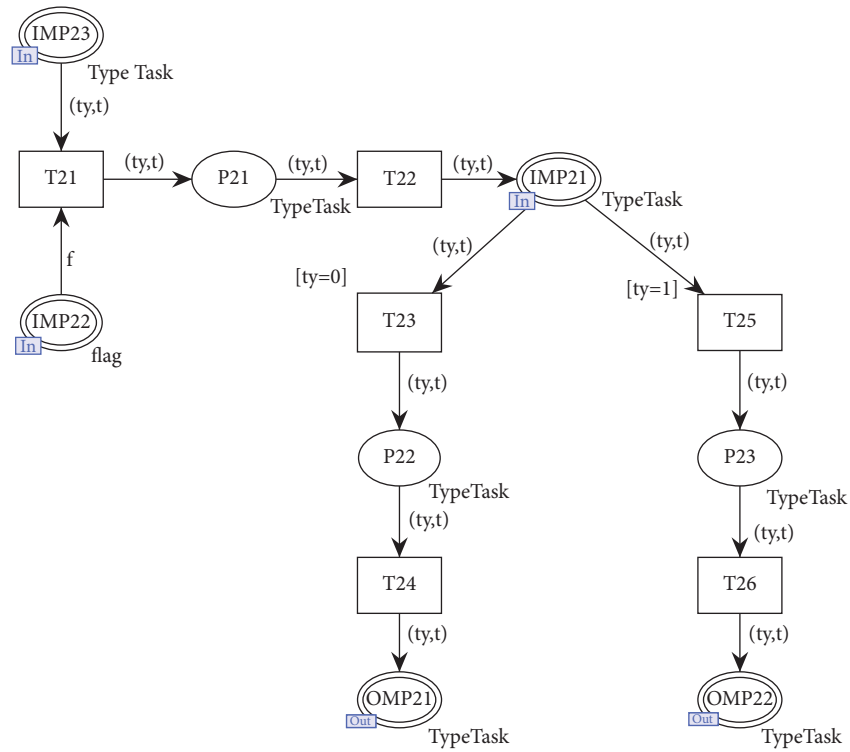 IMP23
In
Type Task
(ty,t)
T21
(ty,t)
P21
(ty,t)
TypeTask
T22
(ty,t)
IMP21
In
TypeTask
f
IMP22
In
flag
(ty,t)
(ty,t)
[ty=0]
[ty=1]
T23
T25
(ty,t)
(ty,t)
P22
P23
TypeTask
TypeTask
(ty,t)
(ty,t)
T24
T26
(ty,t)
(ty,t)
OMP21
OMP22
Out
Out
TypeTask
TypeTask